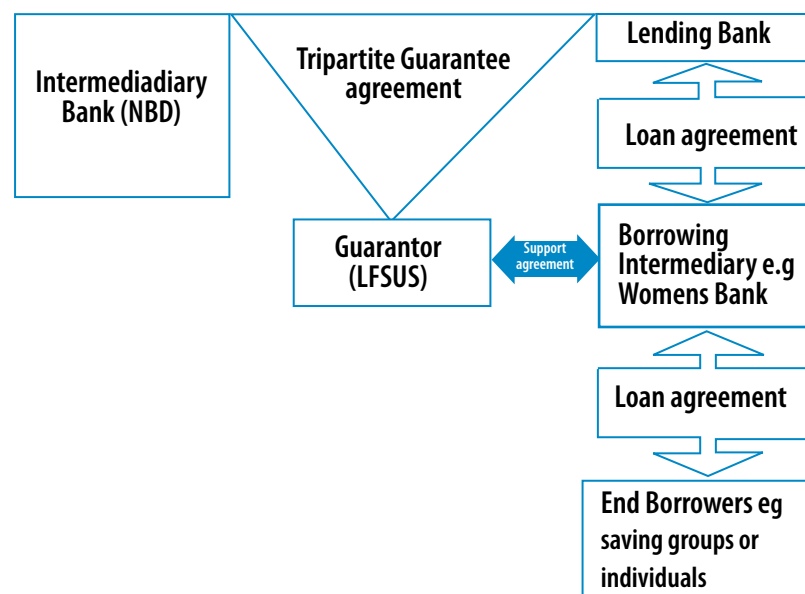 Intermediadiary
Bank (NBD)
Tripartite Guarantee
agreement
Lending Bank
Loan agreement
Guarantor
(LFSUS)
Support
agreement
Borrowing
Intermediary e.g
Womens Bank
Loan agreement
End Borrowers eg
saving groups or
individuals